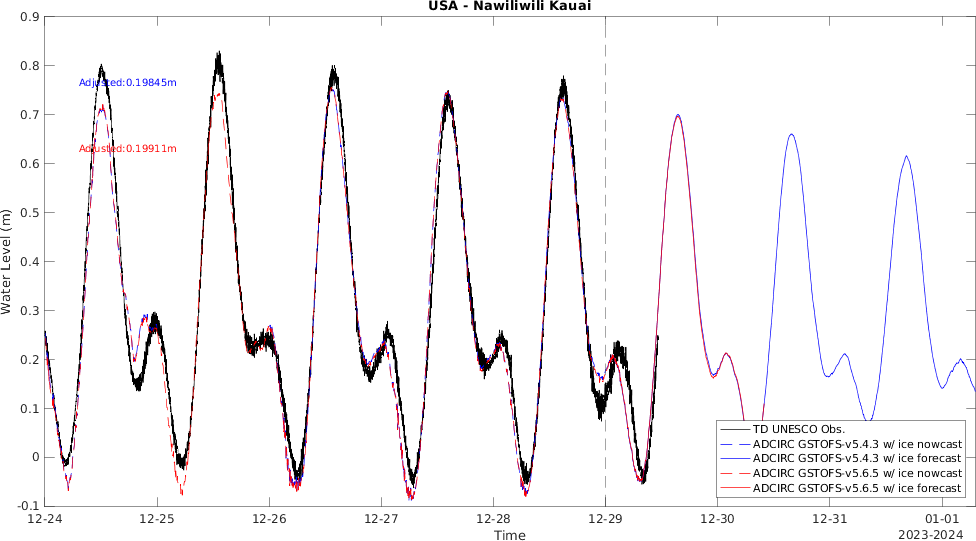 USA - Nawiliwili Kauai
0.9
0.8
0.7
0.6
0.5
0.4
0.3
0.2
0.1
0
-0.1
Water Level (m)
Adjusted:0.19845m
Adjusted:0.19911m
TD UNESCO Obs.
ADCIRC GSTOFS-v5.4.3 w/ ice nowcast
ADCIRC GSTOFS-v5.4.3 w/ ice forecast
ADCIRC GSTOFS-v5.6.5 w/ ice nowcast
ADCIRC GSTOFS-v5.6.5 w/ ice forecast
12-24 12-25 12-26 12-27 12-28 12-29 12-30 12-31 01-01
Time
2023-2024